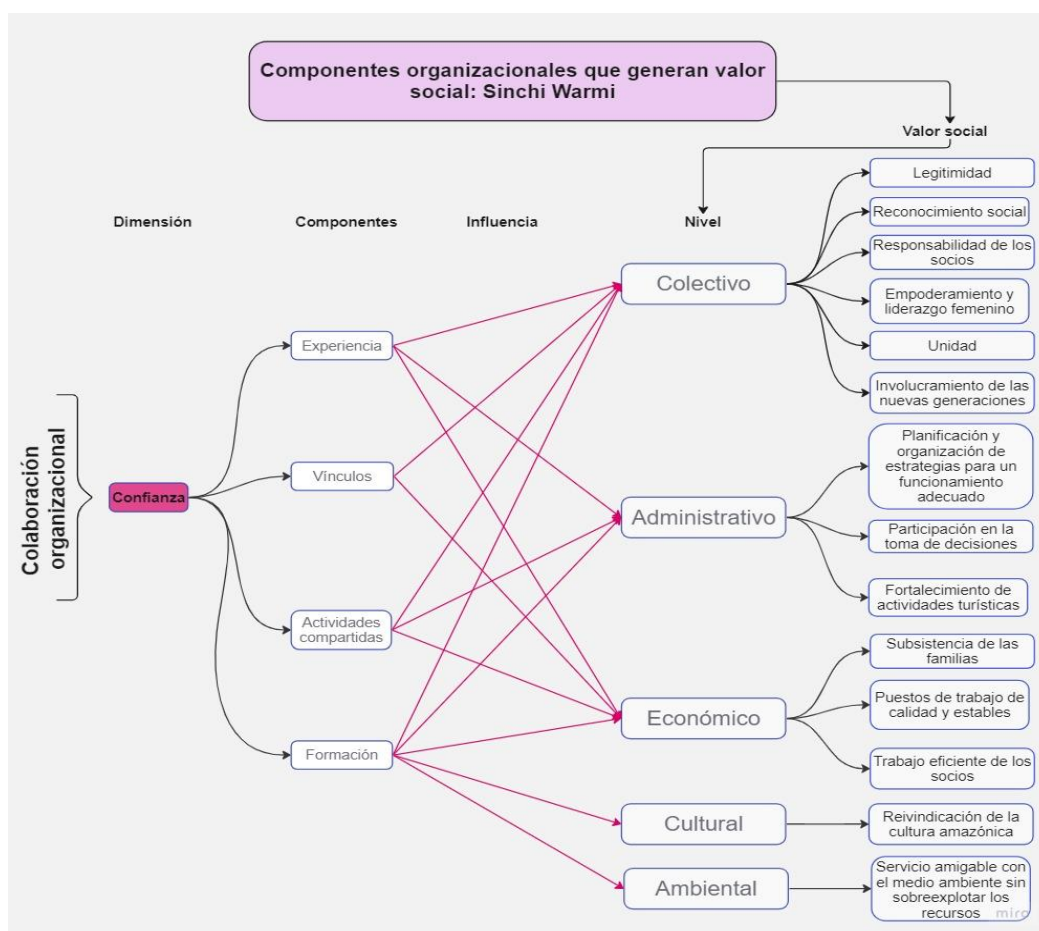 Componentes organizacionales que generan valor
social: Sinchi Warmi
Valor social
Dimensión
Componentes
Influencia
Nivel
Colaboración
organizacional
Confianza
Experiencia
Vínculos
Actividades
compartidas
Formación
Colectivo
Administrativo
Económico
Cultural
Ambiental
Legitimidad
Reconocimiento social
Responsabilidad de los
socios
Empoderamiento y
liderazgo femenino
Unidad
Involucramiento de las
nuevas generaciones
Planificación y
organización de
estrategias para un
funcionamiento
adecuado
Participación en la
toma de decisiones
Fortalecimiento de
actividades turísticas
Subsistencia de las
familias
Puestos de trabajo de
calidad y estables
Trabajo eficiente de los
socios
Reivindicación de la
cultura amazónica
Servicio amigable con
el medio ambiente sin
sobreexplotar los
recursos
miro